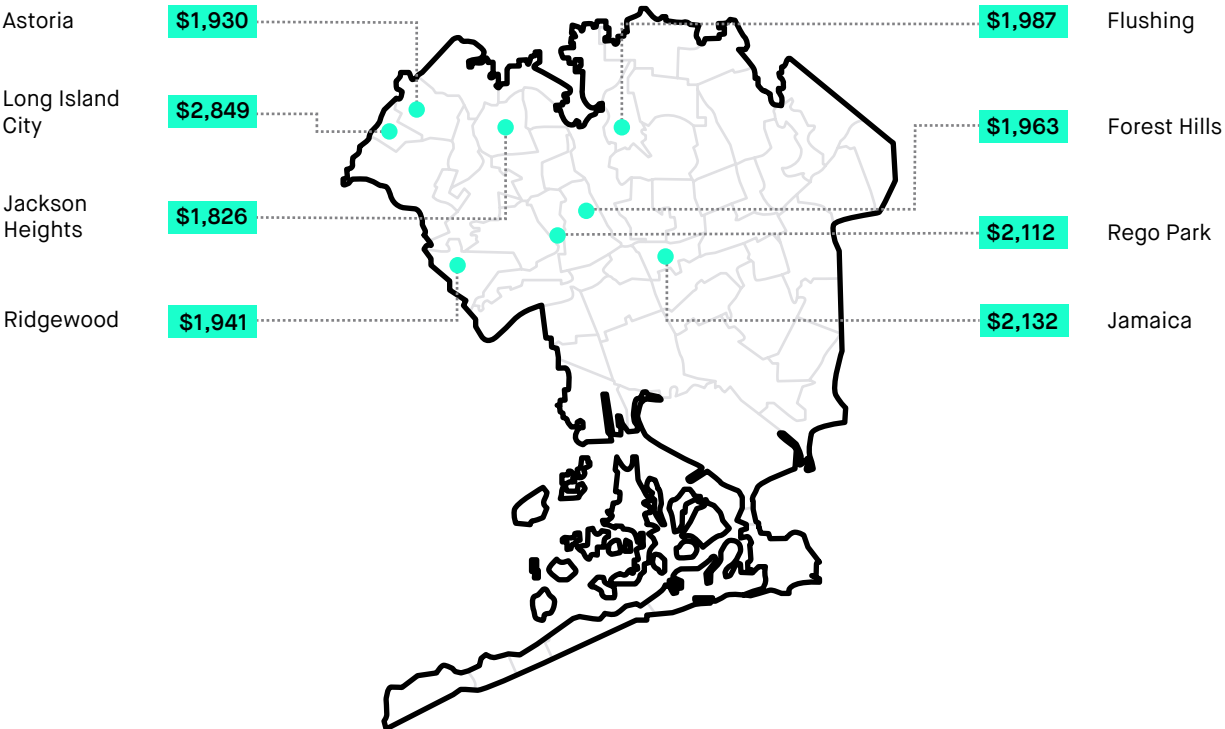 Astoria
$1,930
Long Island
City
$2,849
Jackson
Heights
$1,826
Ridgewood
$1,941
$1,987
Flushing
$1,963
Forest Hills
$2,112
Rego Park
$2,132
Jamaica